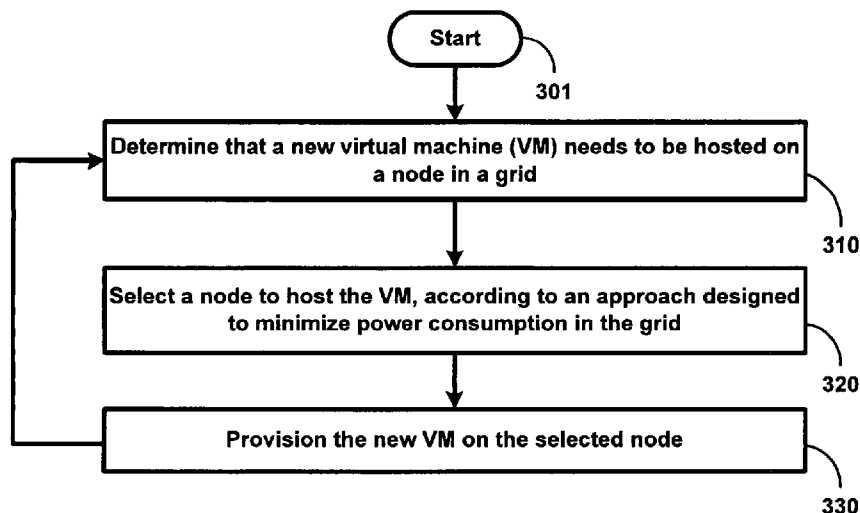 Start
301
Determine that a new virtual machine (VM) needs to be hosted on
a node in a grid
310
Select a node to host the VM, according to an approach designed
to minimize power consumption in the grid
320
Provision the new VM on the selected node
330